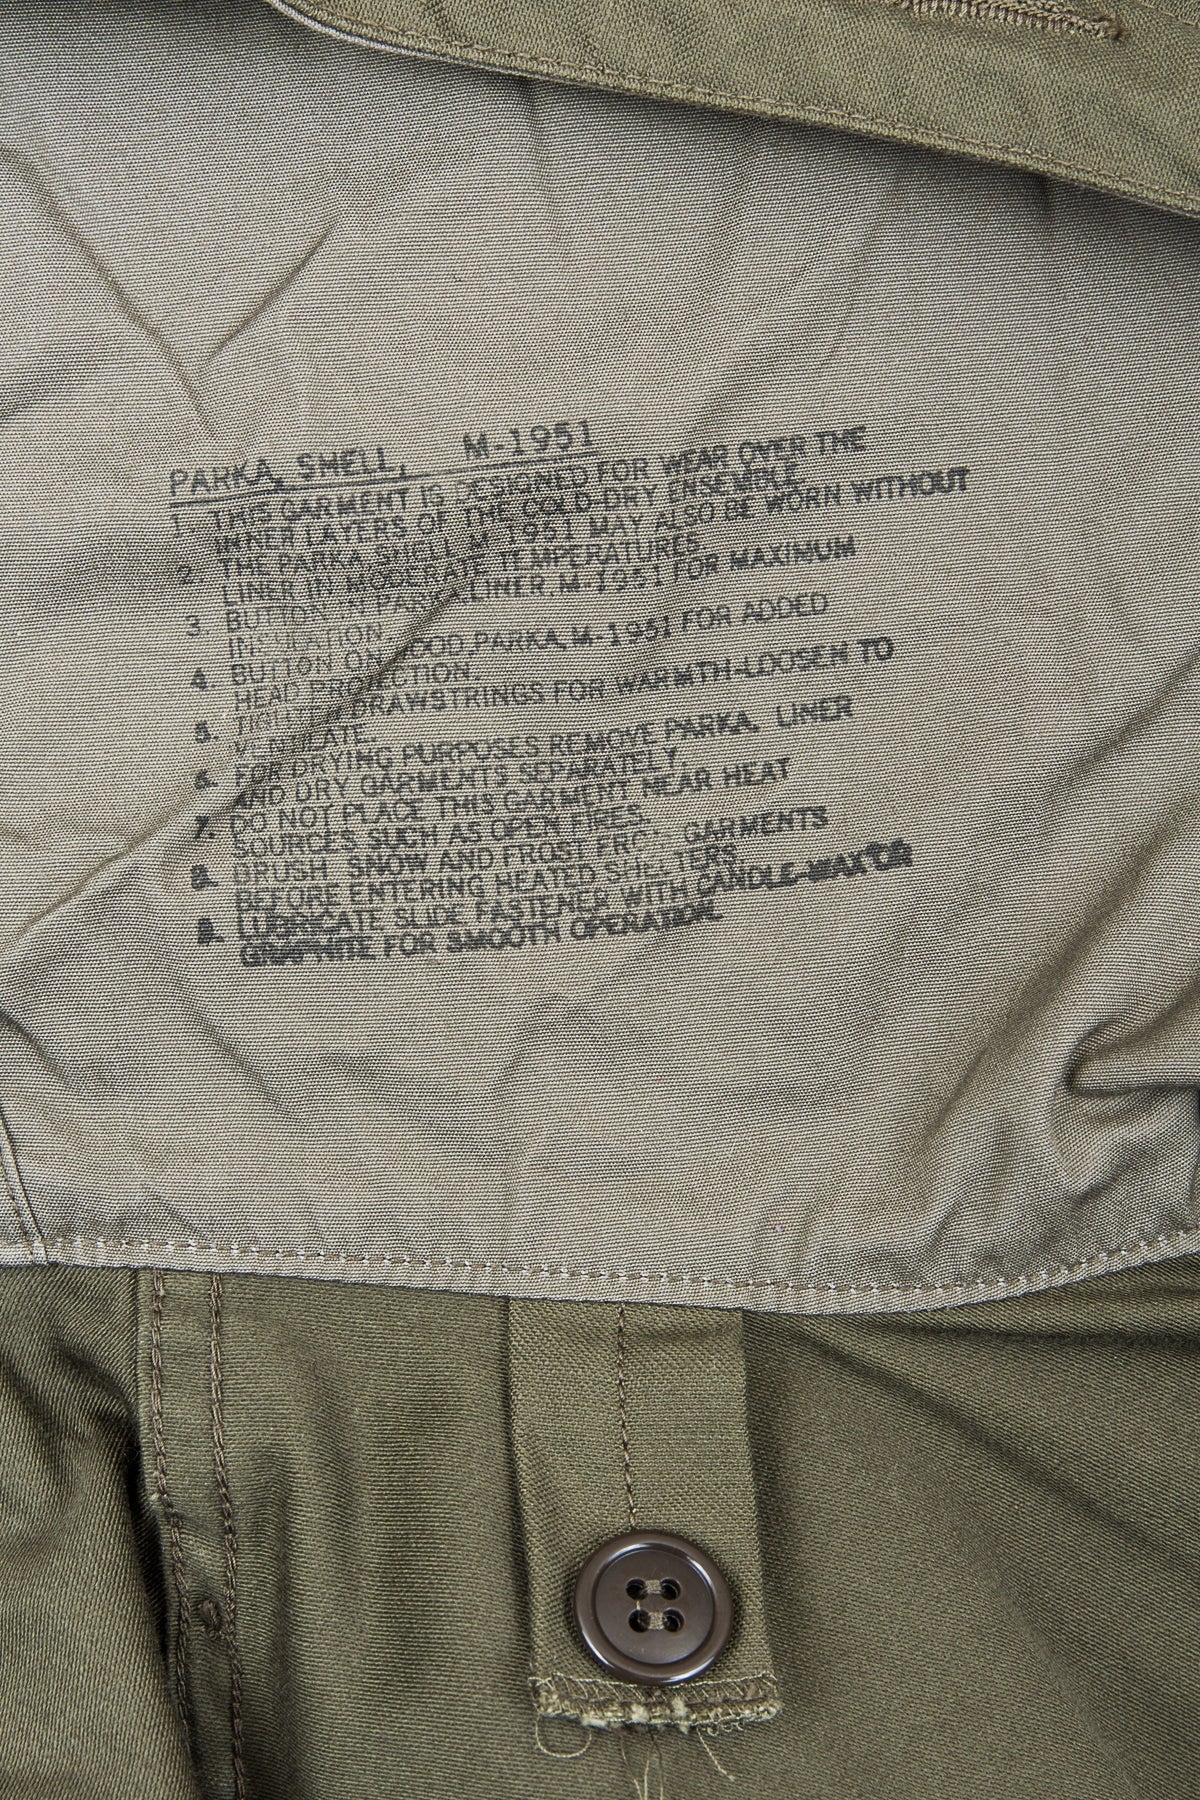 PARKA, SHELL, M-1951
1. THIS GARMENT IS DESIGNED FOR WEAR OVER THE
INNER LAYERS OF THE COLD-DRY ENSEMBLE.
2. THE PARKA SHELL M-1951 MAY ALSO BE WORN WITHOUT
LINER IN MODERATE TEMPERATURES.
3. BUTTON IN PARKA, LINER, M-1951 FOR MAXIMUM
INSULATION.
4. BUTTON ON HOOD, PARKA, M-1951 FOR ADDED
HEAD PROTECTION.
5. TIGHTEN DRAWSTRINGS FOR WARMTH-LOOSEN TO
VENTILATE.
6. FOR DRYING PURPOSES REMOVE PARKA, LINER
AND DRY GARMENTS SEPARATELY.
7. DO NOT PLACE THIS GARMENT NEAR HEAT
SOURCES SUCH AS OPEN FIRES.
8. BRUSH SNOW AND FROST FROM GARMENTS
BEFORE ENTERING HEATED SHELTERS.
9. LUBRICATE SLIDE FASTENER WITH CANDLE-WAX OR
GRAPHITE FOR SMOOTH OPERATION.